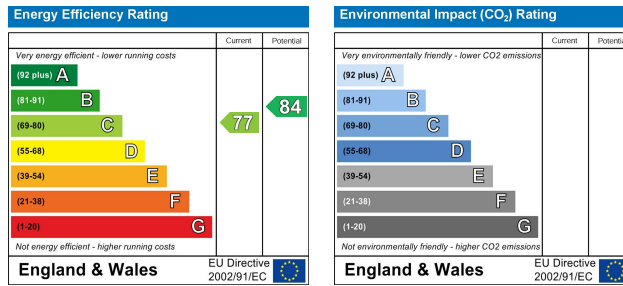 Energy Efficiency Rating
Current Potential
Very energy efficient - lower running costs
(92 plus) A
(81-91) B
(69-80) C
(55-68) D
(39-54) E
(21-38) F
(1-20) G
77
84
Not energy efficient - higher running costs
England & Wales
EU Directive
2002/91/EC
Environmental Impact (CO₂) Rating
Current Potential
Very environmentally friendly - lower CO2 emissions
(92 plus) A
(81-91) B
(69-80) C
(55-68) D
(39-54) E
(21-38) F
(1-20) G
Not environmentally friendly - higher CO2 emissions
England & Wales
EU Directive
2002/91/EC